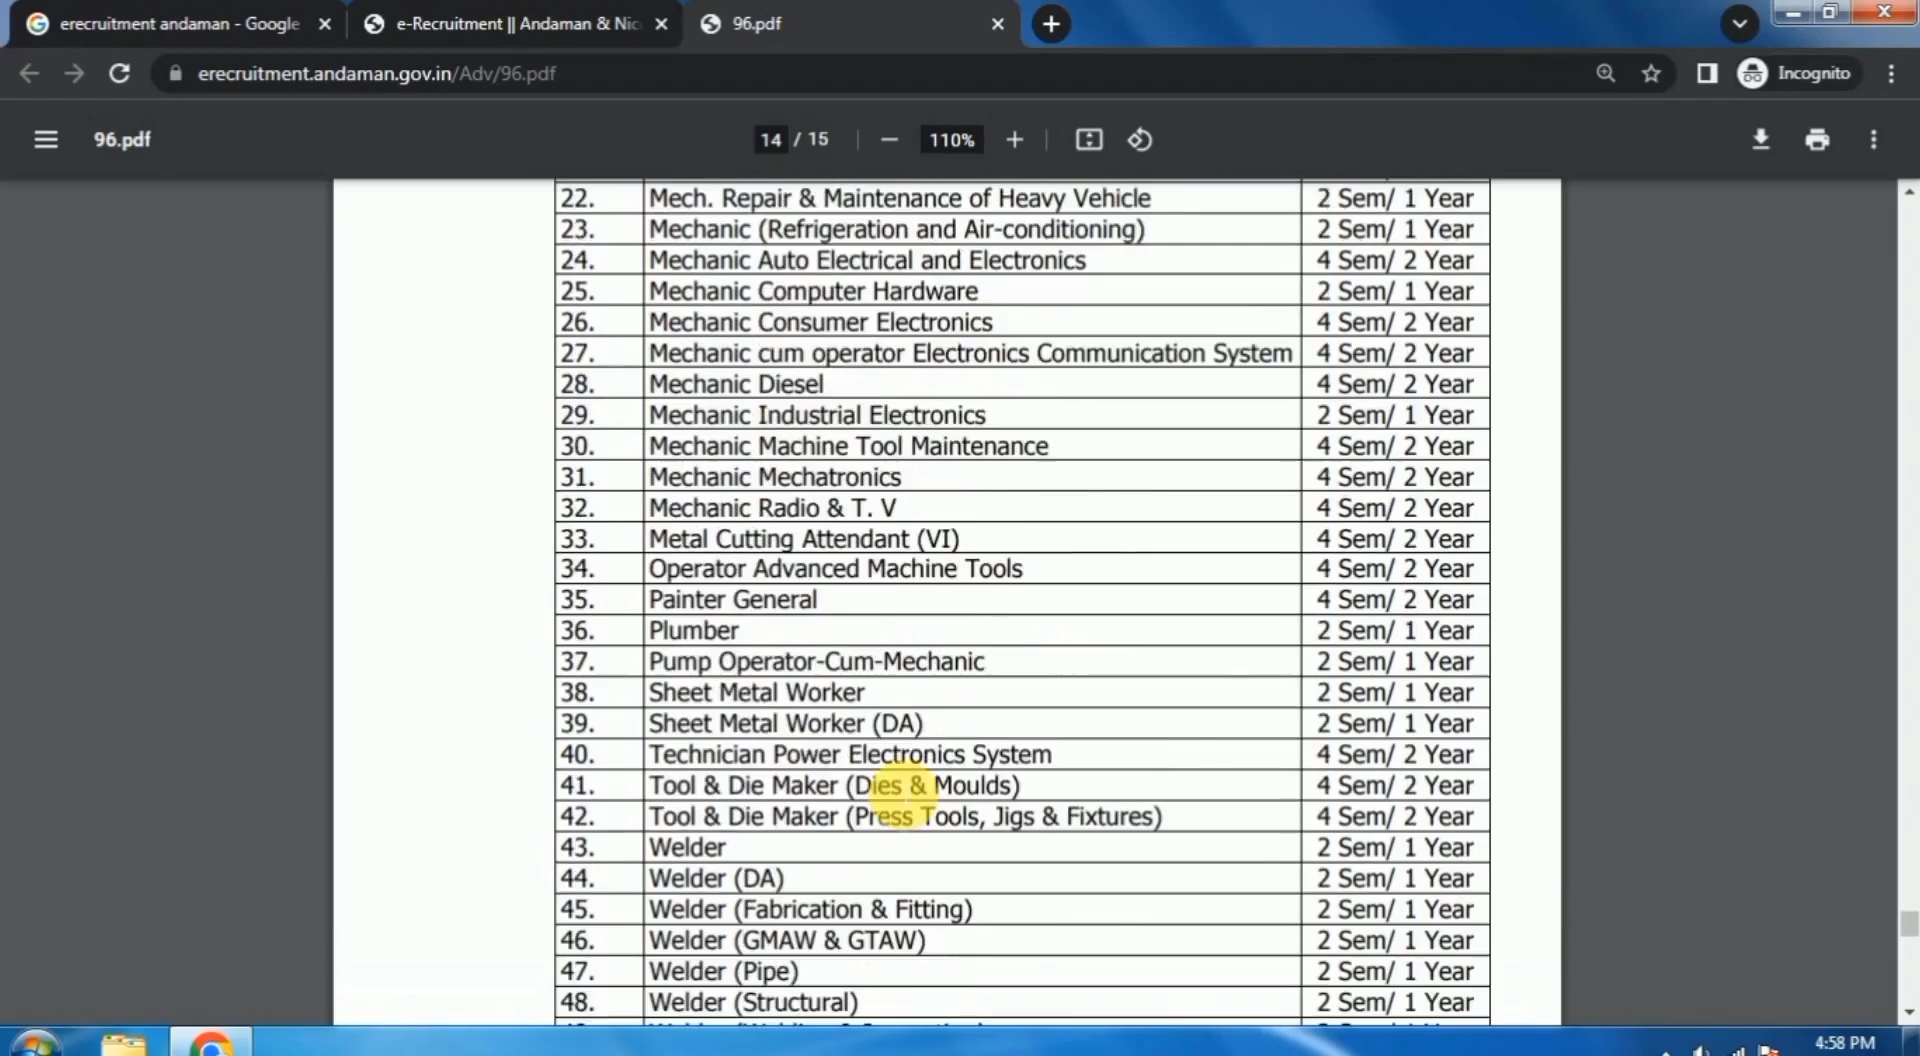 erecruitment andaman - Google
e-Recruitment || Andaman & Nic
96.pdf
erecruitment.andaman.gov.in/Adv/96.pdf
Incognito
96.pdf
14 / 15
110%
22. Mech. Repair & Maintenance of Heavy Vehicle 2 Sem/ 1 Year
23. Mechanic (Refrigeration and Air-conditioning) 2 Sem/ 1 Year
24. Mechanic Auto Electrical and Electronics 4 Sem/ 2 Year
25. Mechanic Computer Hardware 2 Sem/ 1 Year
26. Mechanic Consumer Electronics 4 Sem/ 2 Year
27. Mechanic cum operator Electronics Communication System 4 Sem/ 2 Year
28. Mechanic Diesel 4 Sem/ 2 Year
29. Mechanic Industrial Electronics 2 Sem/ 1 Year
30. Mechanic Machine Tool Maintenance 4 Sem/ 2 Year
31. Mechanic Mechatronics 4 Sem/ 2 Year
32. Mechanic Radio & T. V 4 Sem/ 2 Year
33. Metal Cutting Attendant (VI) 4 Sem/ 2 Year
34. Operator Advanced Machine Tools 4 Sem/ 2 Year
35. Painter General 4 Sem/ 2 Year
36. Plumber 2 Sem/ 1 Year
37. Pump Operator-Cum-Mechanic 2 Sem/ 1 Year
38. Sheet Metal Worker 2 Sem/ 1 Year
39. Sheet Metal Worker (DA) 2 Sem/ 1 Year
40. Technician Power Electronics System 4 Sem/ 2 Year
41. Tool & Die Maker (Dies & Moulds) 4 Sem/ 2 Year
42. Tool & Die Maker (Press Tools, Jigs & Fixtures) 4 Sem/ 2 Year
43. Welder 2 Sem/ 1 Year
44. Welder (DA) 2 Sem/ 1 Year
45. Welder (Fabrication & Fitting) 2 Sem/ 1 Year
46. Welder (GMAW & GTAW) 2 Sem/ 1 Year
47. Welder (Pipe) 2 Sem/ 1 Year
48. Welder (Structural) 2 Sem/ 1 Year
4:58 PM